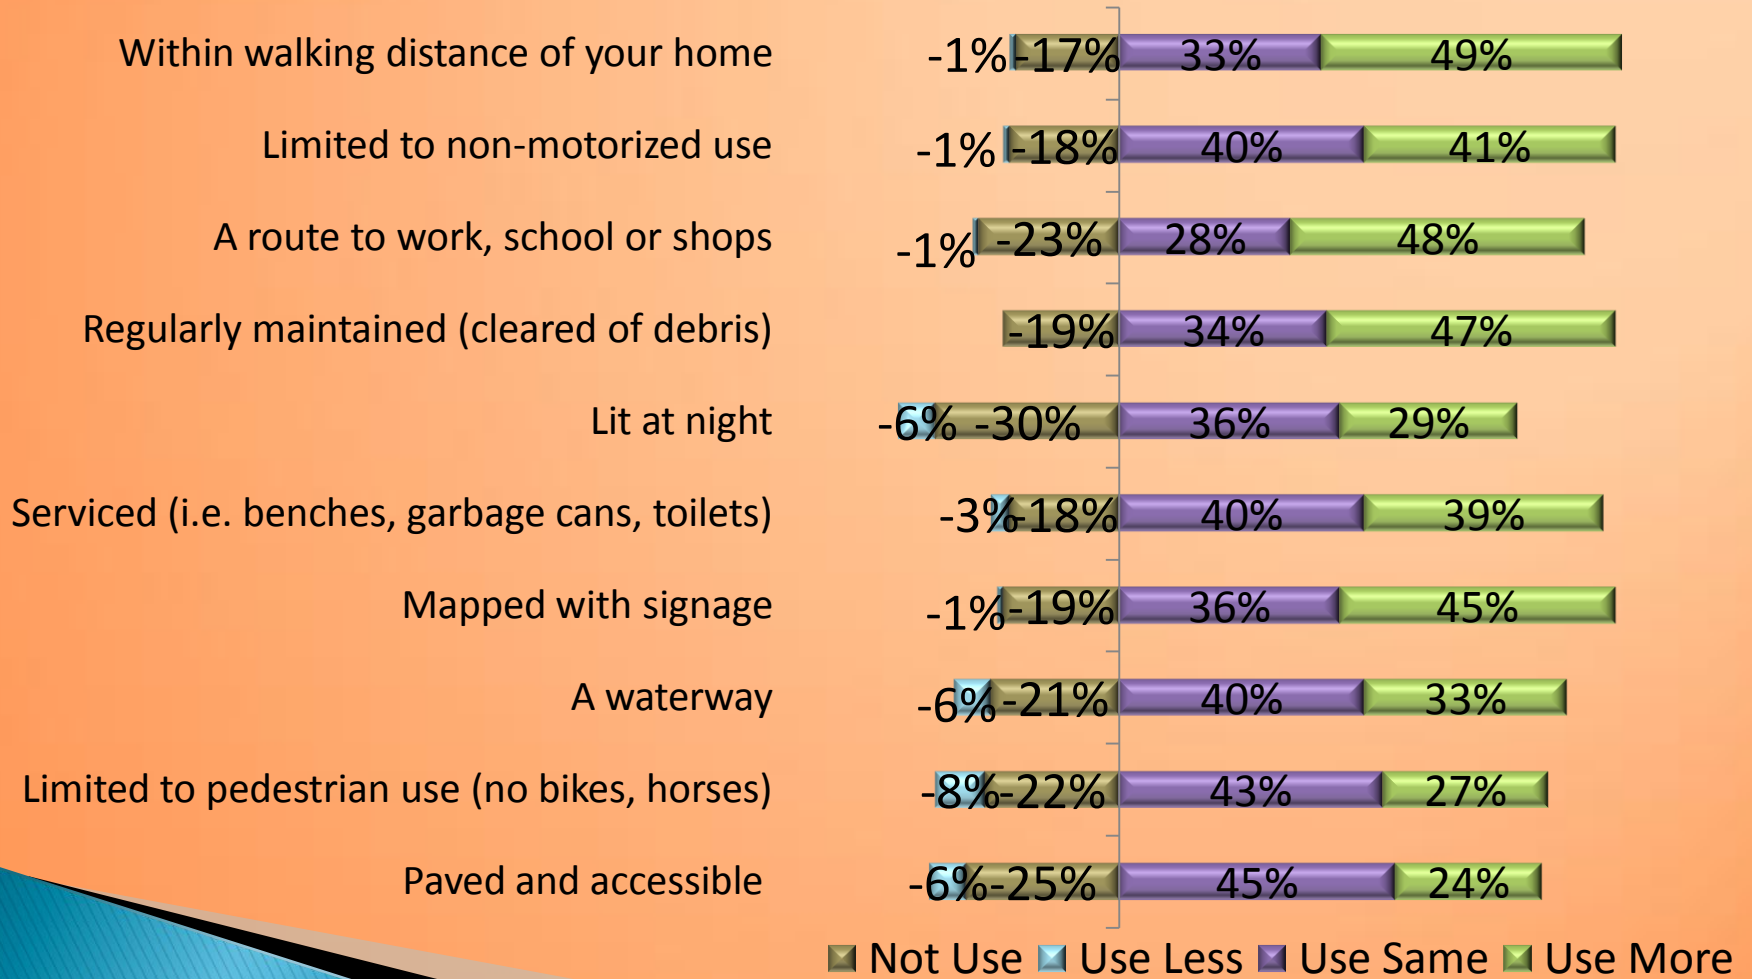 Within walking distance of your home -1% -17% 33% 49%
Limited to non-motorized use -1% -18% 40% 41%
A route to work, school or shops -1% -23% 28% 48%
Regularly maintained (cleared of debris) -19% 34% 47%
Lit at night -6% -30% 36% 29%
Serviced (i.e. benches, garbage cans, toilets) -3% -18% 40% 39%
Mapped with signage -1% -19% 36% 45%
A waterway -6% -21% 40% 33%
Limited to pedestrian use (no bikes, horses) -8% -22% 43% 27%
Paved and accessible -6% -25% 45% 24%
Not Use Use Less Use Same Use More